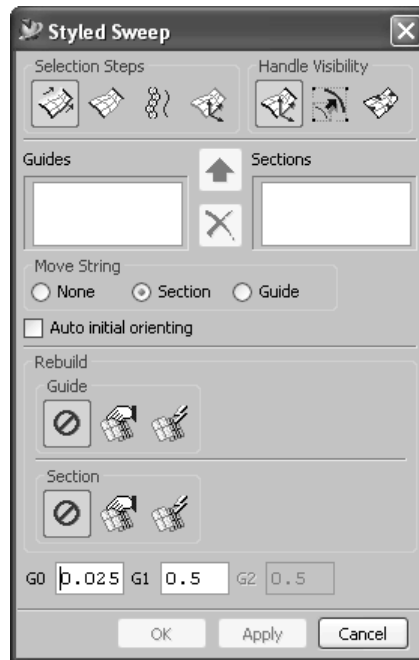 Styled Sweep
Selection Steps
Handle Visibility
Guides
Sections
Move String
None
Section
Guide
Auto initial orienting
Rebuild
Guide
Section
G0 0.025 G1 0.5 G2 0.5
OK
Apply
Cancel